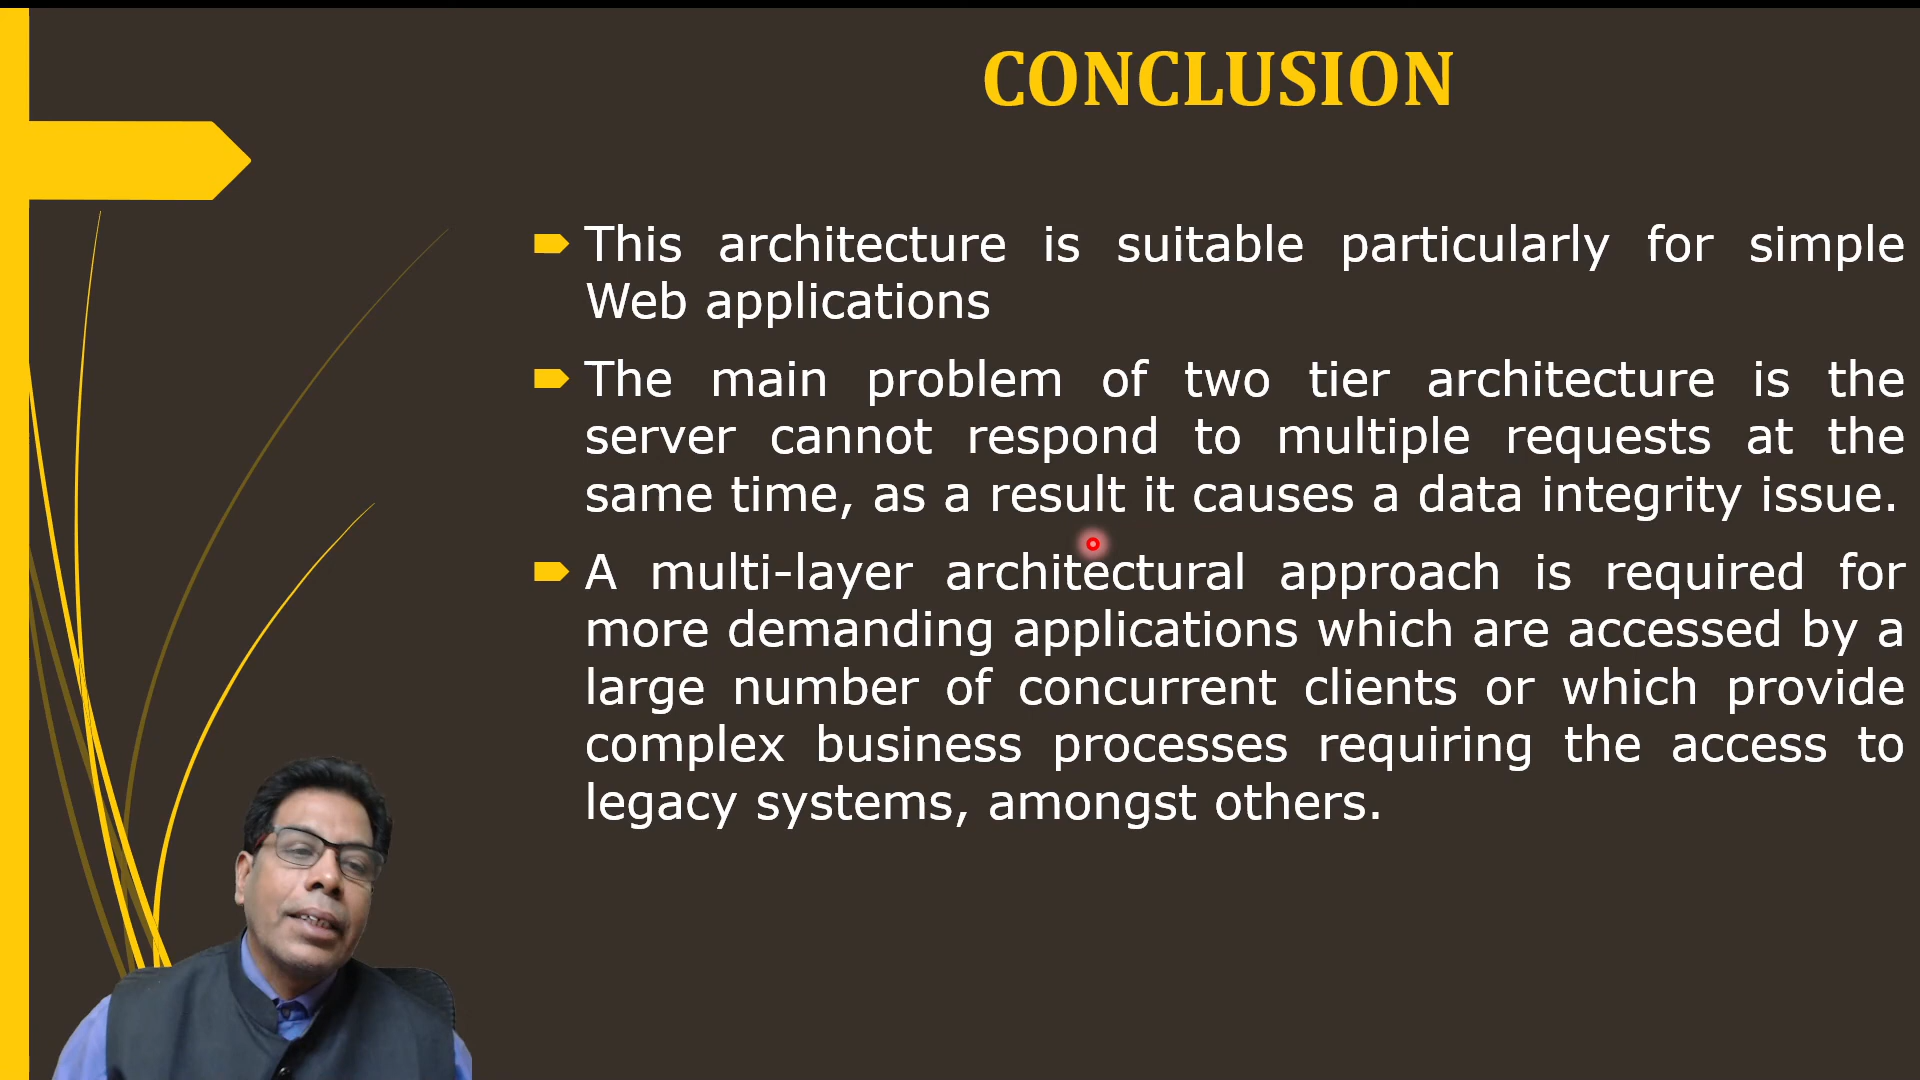 CONCLUSION
This architecture is suitable particularly for simple
Web applications
The main problem of two tier architecture is the
server cannot respond to multiple requests at the
same time, as a result it causes a data integrity issue.
A multi-layer architectural approach is required for
more demanding applications which are accessed by a
large number of concurrent clients or which provide
complex business processes requiring the access to
legacy systems, amongst others.